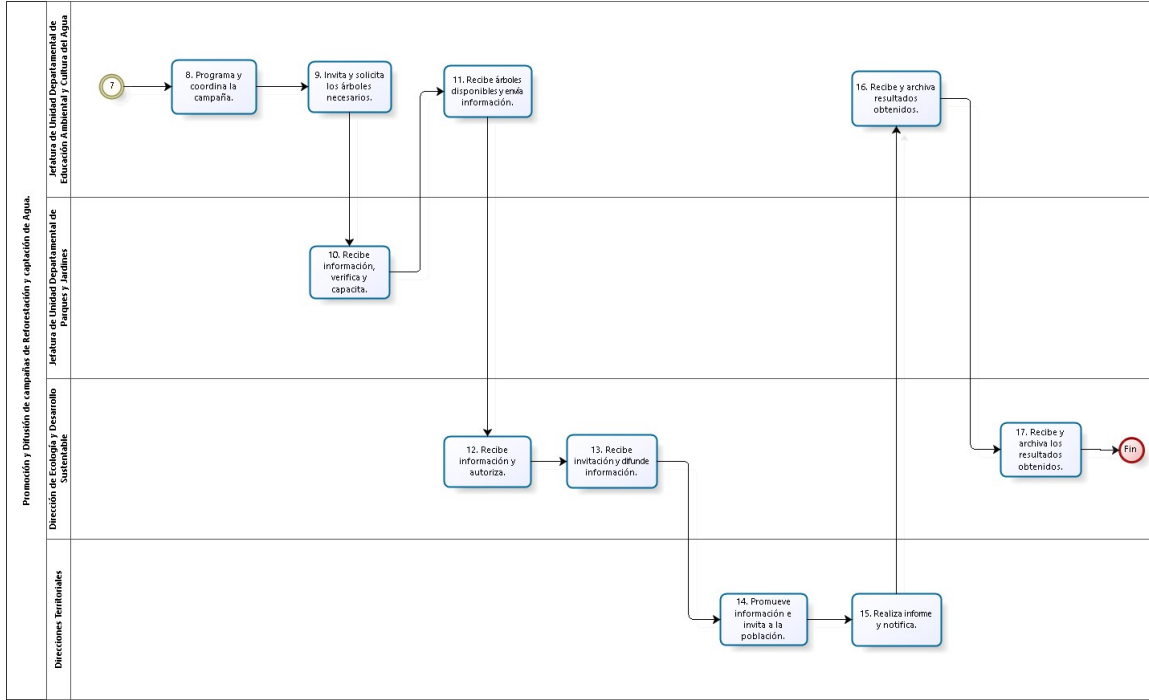 Promoción y Difusión de campañas de Reforestación y captación de Agua.
Jefatura de Unidad Departamental de
Educación Ambiental y Cultura del Agua
7
8. Programa y
coordina la
campaña.
9. Invita y solicita
los árboles
necesarios.
11. Recibe árboles
disponibles y envía
información.
16. Recibe y archiva
resultados
obtenidos.
Jefatura de Unidad Departamental de
Parques y Jardines
10. Recibe
información,
verifica y
capacita.
Dirección de Ecología y Desarrollo
Sustentable
12. Recibe
información y
autoriza.
13. Recibe
invitación y difunde
información.
17. Recibe y
archiva los
resultados
obtenidos.
Fin
Direcciones Territoriales
14. Promueve
información e
invita a la
población.
15. Realiza informe
y notifica.